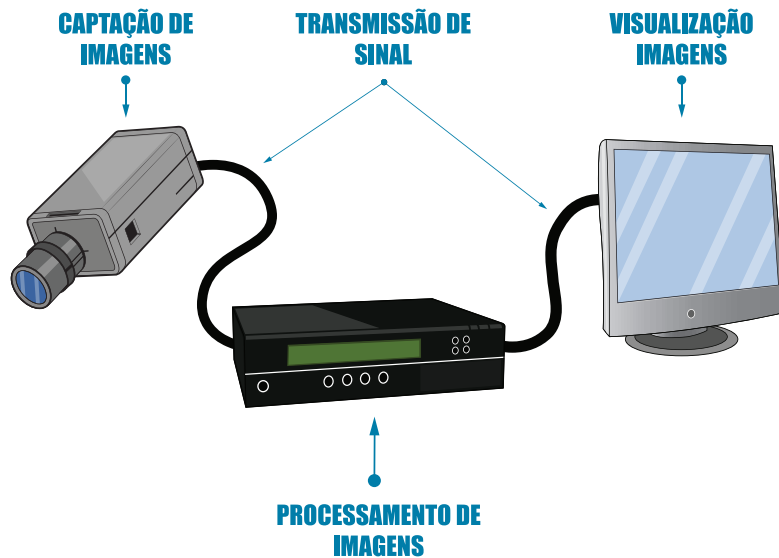 CAPTAÇÃO DE
IMAGENS
TRANSMISSÃO DE
SINAL
VISUALIZAÇÃO
IMAGENS
PROCESSAMENTO DE
IMAGENS